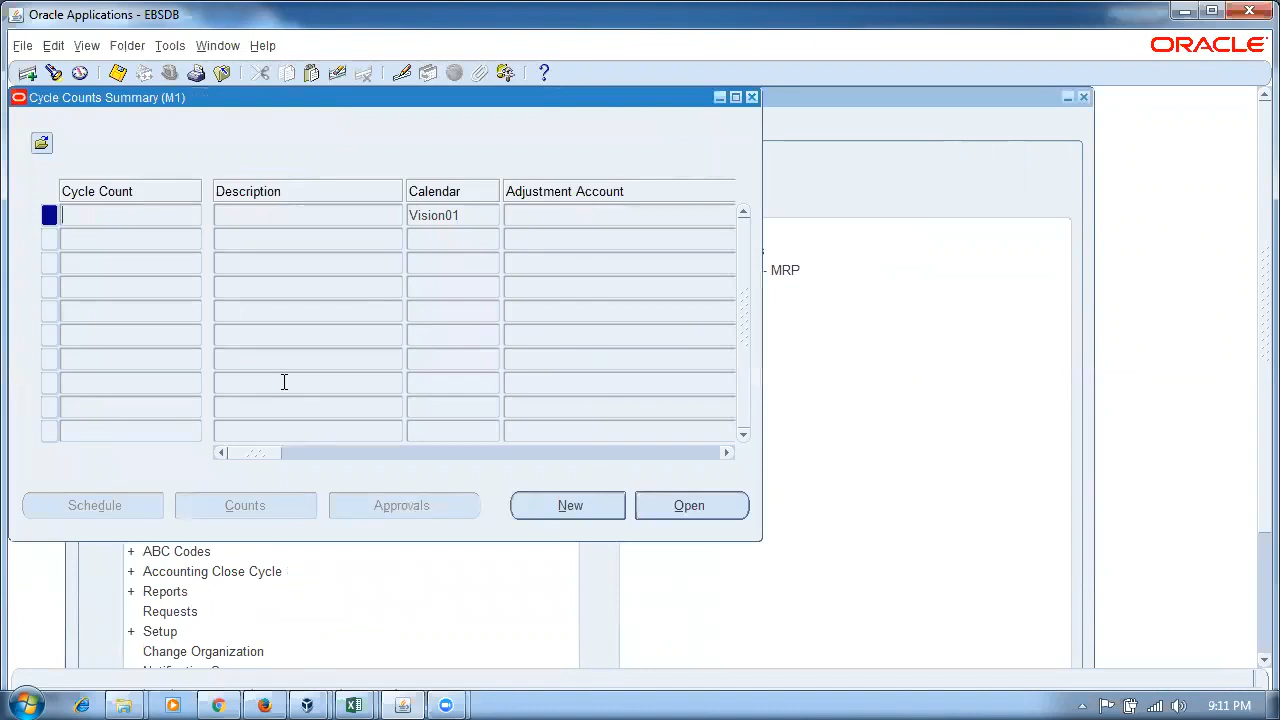 Oracle Applications - EBSDB
File Edit View Folder Tools Window Help
ORACLE
Cycle Counts Summary (M1)
Cycle Count Description Calendar Adjustment Account
Vision01
- MRP
Schedule Counts Approvals New Open
+ ABC Codes
+ Accounting Close Cycle
+ Reports
Requests
+ Setup
Change Organization
9:11 PM